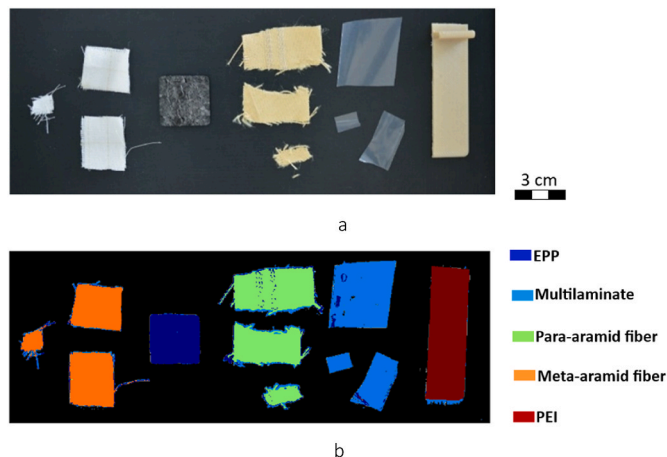 3 cm
a
EPP
Multilaminate
Para-aramid fiber
Meta-aramid fiber
PEI
b